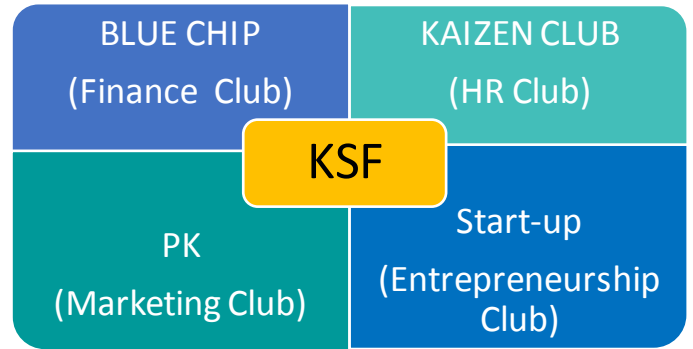 BLUE CHIP
(Finance Club)
KAIZEN CLUB
(HR Club)
KSF
PK
(Marketing Club)
Start-up
(Entrepreneurship
Club)